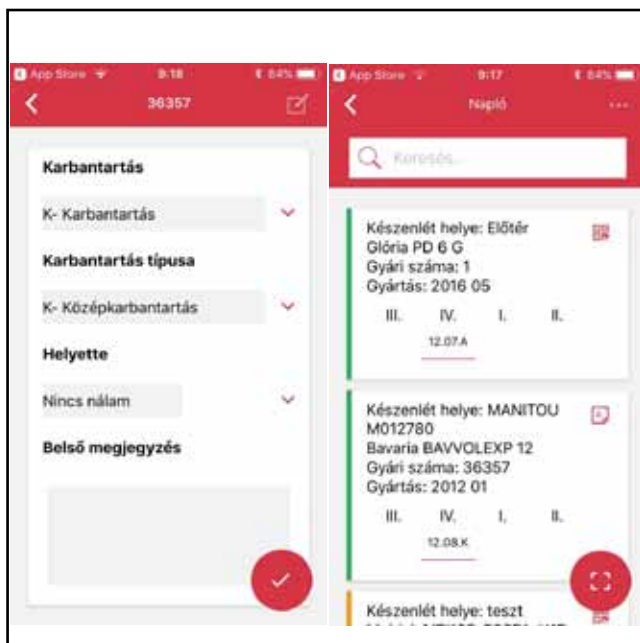 App Store 9:18 84%
36357
Karbantartás
K- Karbantartás
Karbantartás típusa
K- Középkarbantartás
Helyette
Nincs nálam
Belső megjegyzés
App Store 9:17 84%
Napló
Keresés..
Készenlét helye: Előtér
Glória PD 6 G
Gyári száma: 1
Gyártás: 2016 05
III. IV. I. II.
12.07.A
Készenlét helye: MANITOU
M012780
Bavaria BAVVOLEXP 12
Gyári száma: 36357
Gyártás: 2012 01
III. IV. I. II.
12.08.K
Készenlét helye: teszt